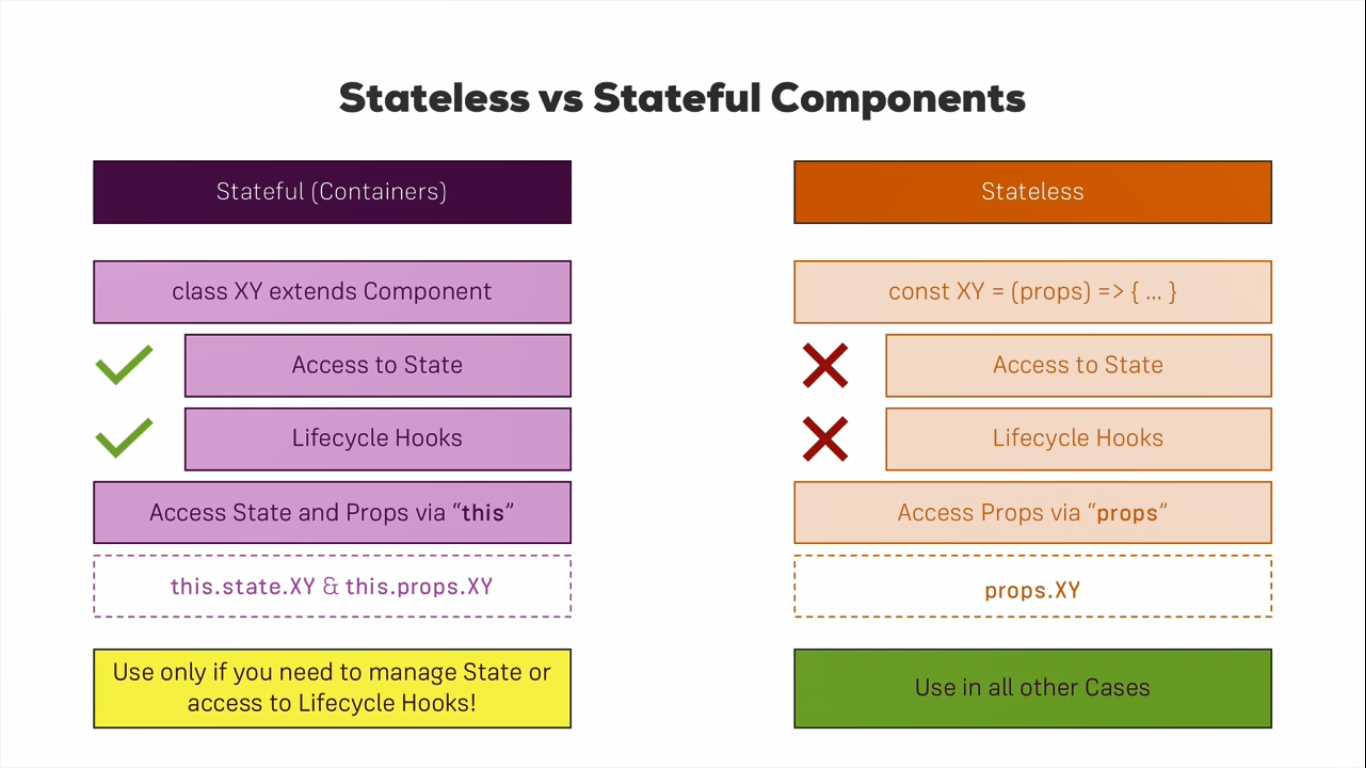 Stateless vs Stateful Components
Stateful (Containers)
class XY extends Component
Access to State
Lifecycle Hooks
Access State and Props via “this”
this.state.XY & this.props.XY
Use only if you need to manage State or
access to Lifecycle Hooks!
Stateless
const XY = (props) => { ... }
Access to State
Lifecycle Hooks
Access Props via “props”
props.XY
Use in all other Cases